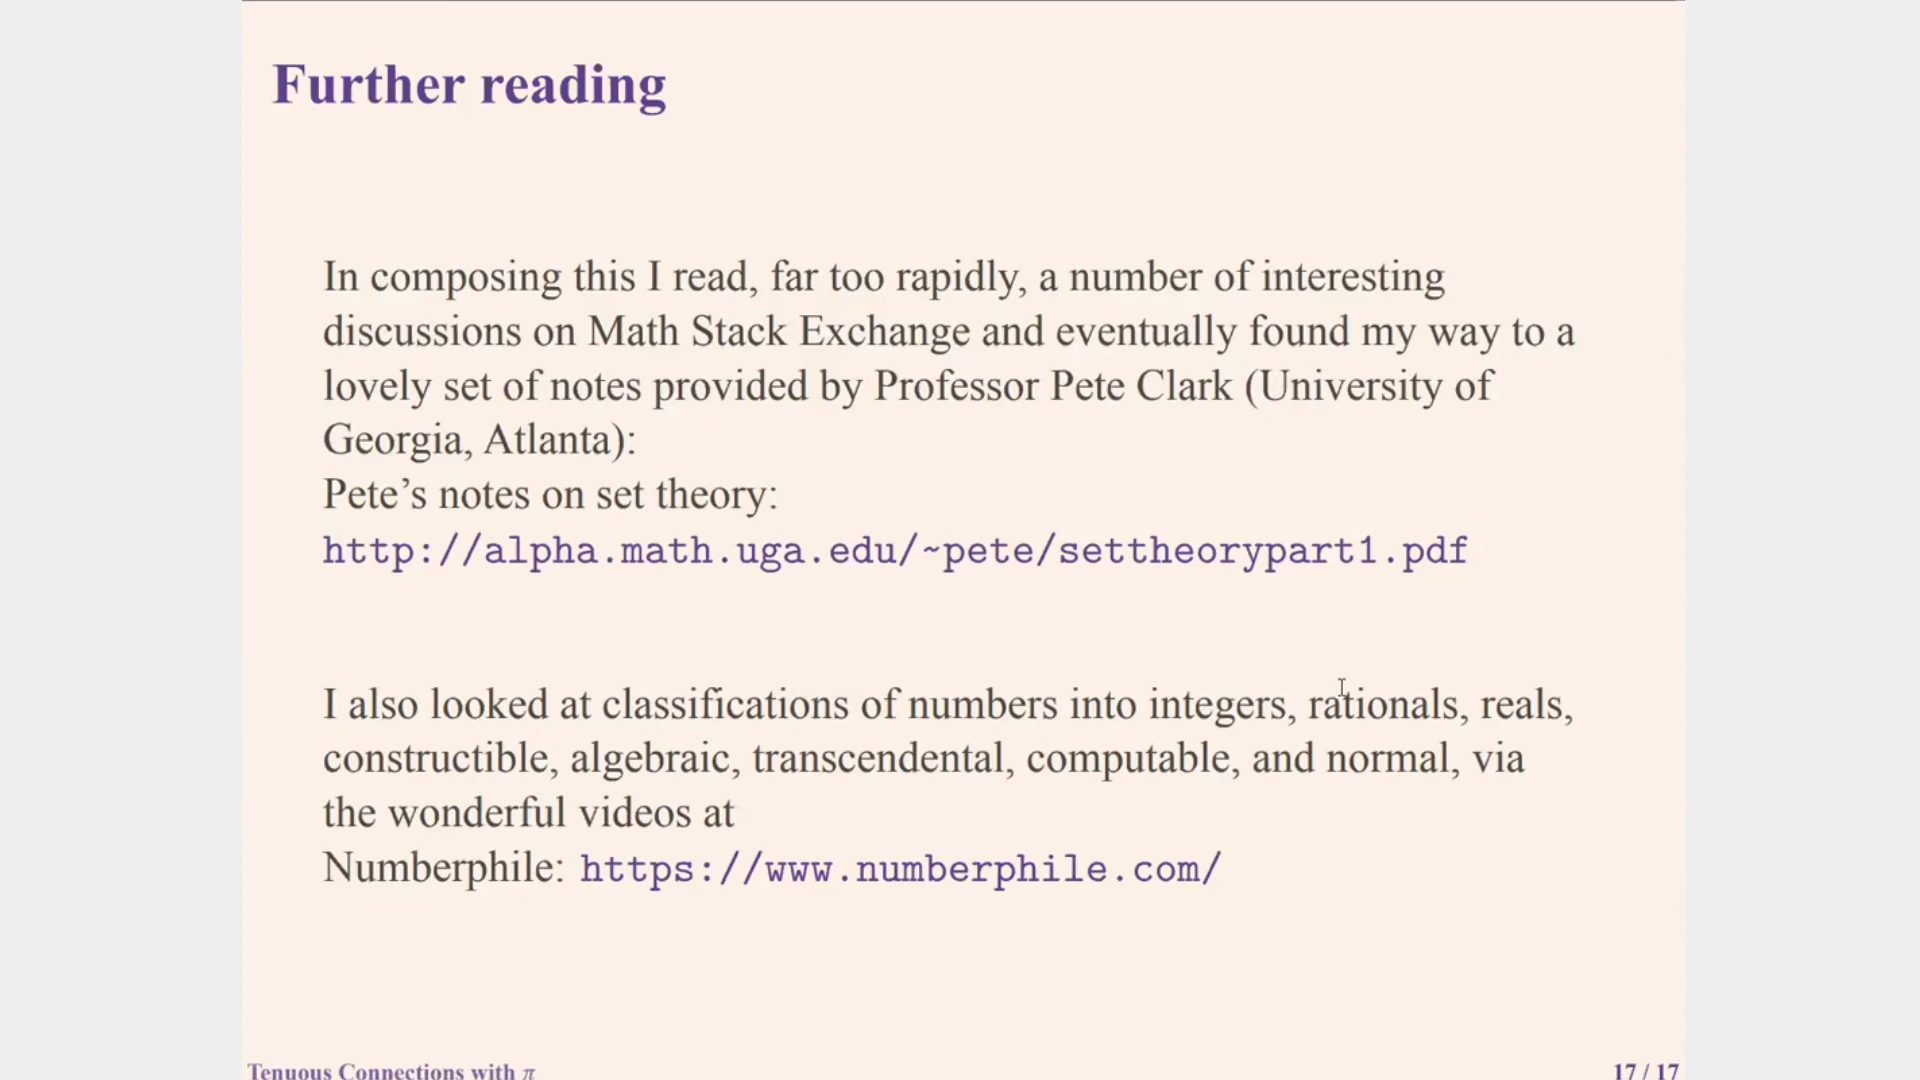 Further reading
In composing this I read, far too rapidly, a number of interesting
discussions on Math Stack Exchange and eventually found my way to a
lovely set of notes provided by Professor Pete Clark (University of
Georgia, Atlanta):
Pete’s notes on set theory:
http://alpha.math.uga.edu/~pete/settheorypart1.pdf
I also looked at classifications of numbers into integers, rationals, reals,
constructible, algebraic, transcendental, computable, and normal, via
the wonderful videos at
Numberphile: https://www.numberphile.com/
Tenuous Connections with π
17 / 17